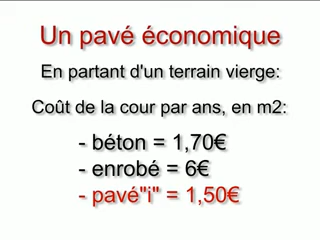 Un pavé économique
En partant d'un terrain vierge:
Coût de la cour par ans, en m2:
- béton = 1,70€
- enrobé = 6€
- pavé"i" = 1,50€